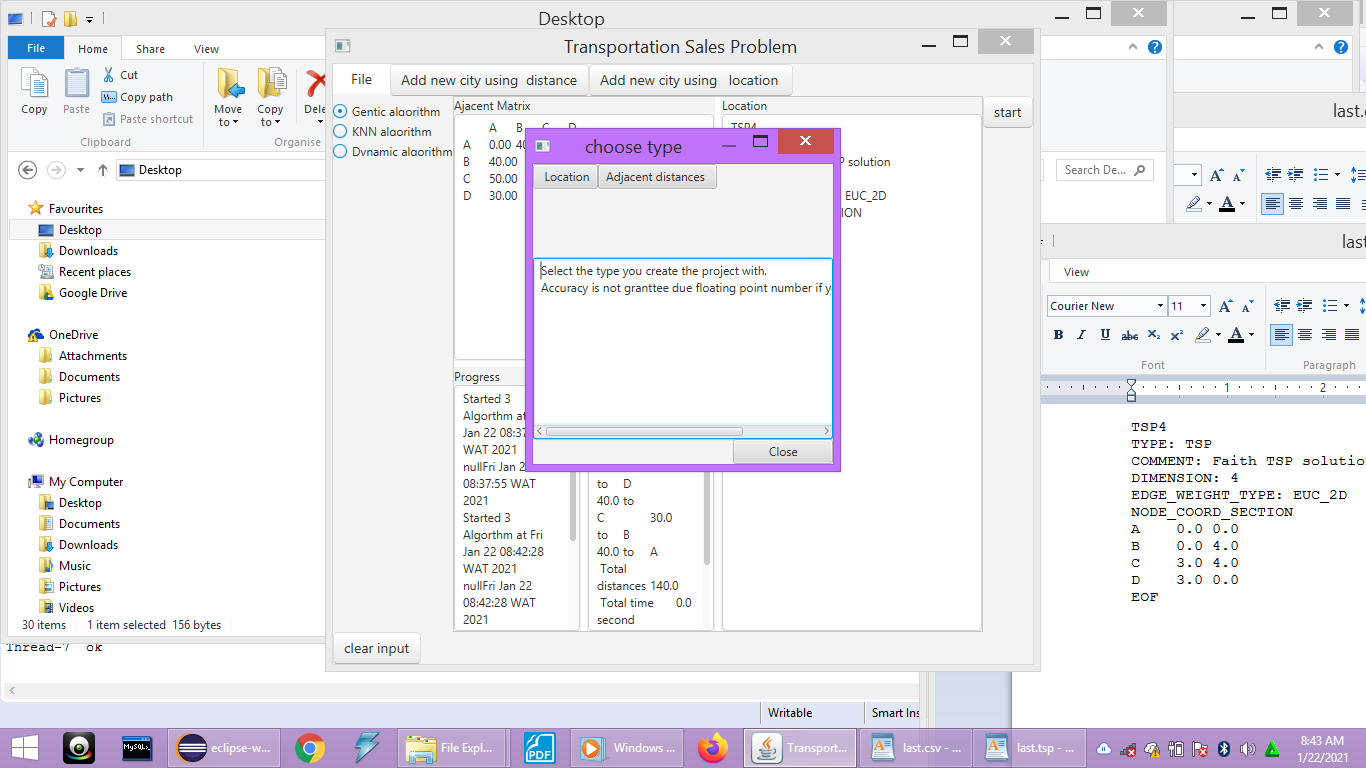 Desktop
File Home Share View
Copy
Paste
Cut
Copy path
Paste shortcut
Clipboard
Move to
Copy to
Organise
Desktop
Favourites
Desktop
Downloads
Recent places
Google Drive
OneDrive
Attachments
Documents
Pictures
Homegroup
My Computer
Desktop
Documents
Downloads
Music
Pictures
Videos
30 items 1 item selected 156 bytes
Thread-7 ok
Writable
Smart Ins
Transportation Sales Problem
File Add new city using distance Add new city using location
Gentic algorithm
KNN algorithm
Dynamic algorithm
Ajacent Matrix
A B C D
A 0.00 40
B 40.00
C 50.00
D 30.00
Location
TSP4
solution
EUC_2D
ION
start
Progress
Started 3
Algorthm at
Jan 22 08:37
WAT 2021
nullFri Jan 2
08:37:55 WAT
2021
Started 3
Algorthm at Fri
Jan 22 08:42:28
WAT 2021
nullFri Jan 22
08:42:28 WAT
2021
to D
40.0 to
C 30.0
to B
40.0 to A
Total
distances 140.0
Total time 0.0
second
clear input
choose type
Location Adjacent distances
Select the type you create the project with.
Accuracy is not granttee due floating point number if y
Close
last.
Search De...
last
View
Courier New 11
B I U abc X₂ X²
Font
Paragraph
1 2
TSP4
TYPE: TSP
COMMENT: Faith TSP solution
DIMENSION: 4
EDGE_WEIGHT_TYPE: EUC_2D
NODE_COORD_SECTION
A 0.0 0.0
B 0.0 4.0
C 3.0 4.0
D 3.0 0.0
EOF
eclipse-w...
File Expl...
PDF
Windows ...
Transport...
last.csv - ...
last.tsp - ...
8:43 AM
1/22/2021